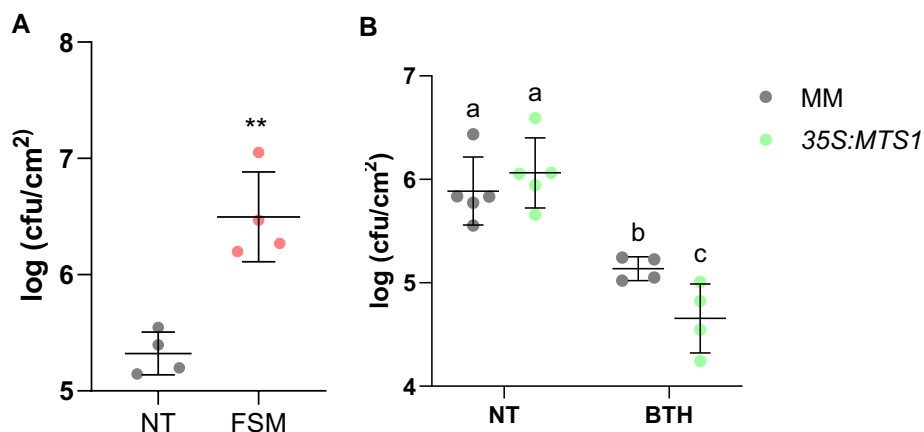 A
log (cfu/cm²)
8
7
6
5
**
NT
FSM
B
log (cfu/cm²)
7
6
5
4
a
a
b
c
NT
BTH
MM
35S:MTS1